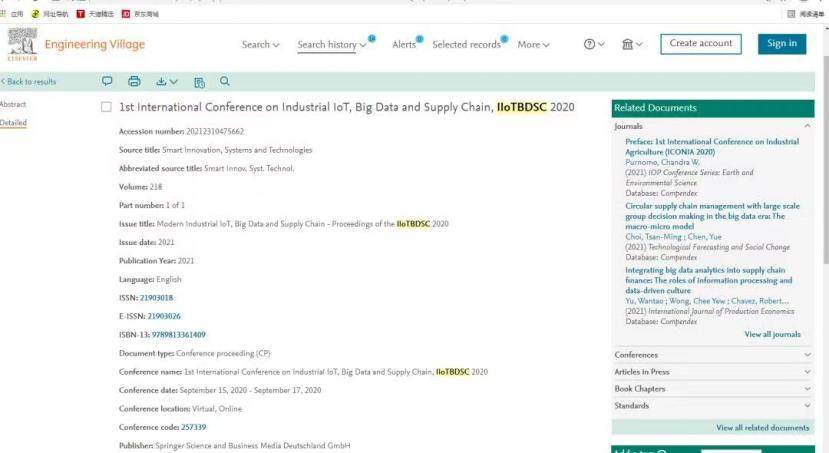 应用 网址导航 天猫精选 京东商城 阅读清单
ELSEVIER
Engineering Village
Search Search history Alerts Selected records More Create account Sign in
< Back to results
Abstract
Detailed
1st International Conference on Industrial IoT, Big Data and Supply Chain, IIoTBDSC 2020
Accession number: 20212310475662
Source title: Smart Innovation, Systems and Technologies
Abbreviated source title: Smart Innov. Syst. Technol.
Volume: 218
Part number: 1 of 1
Issue title: Modern Industrial IoT, Big Data and Supply Chain - Proceedings of the IIoTBDSC 2020
Issue date: 2021
Publication Year: 2021
Language: English
ISSN: 21903018
E-ISSN: 21903026
ISBN-13: 9789813361409
Document type: Conference proceeding (CP)
Conference name: 1st International Conference on Industrial IoT, Big Data and Supply Chain, IIoTBDSC 2020
Conference date: September 15, 2020 - September 17, 2020
Conference location: Virtual, Online
Conference code: 257339
Publisher: Springer Science and Business Media Deutschland GmbH
Related Documents
Journals
Preface: 1st International Conference on Industrial
Agriculture (ICONIA 2020)
Purnomo, Chandra W.
(2021) IOP Conference Series: Earth and
Environmental Science
Database: Compendex
Circular supply chain management with large scale
group decision making in the big data era: The
macro-micro model
Choi, Tsan-Ming ; Chen, Yue
(2021) Technological Forecasting and Social Change
Database: Compendex
Integrating big data analytics into supply chain
finance: The roles of information processing and
data-driven culture
Yu, Wantao ; Wong, Chee Yew ; Chavez, Robert...
(2021) International Journal of Production Economics
Database: Compendex
View all journals
Conferences
Articles in Press
Book Chapters
Standards
View all related documents